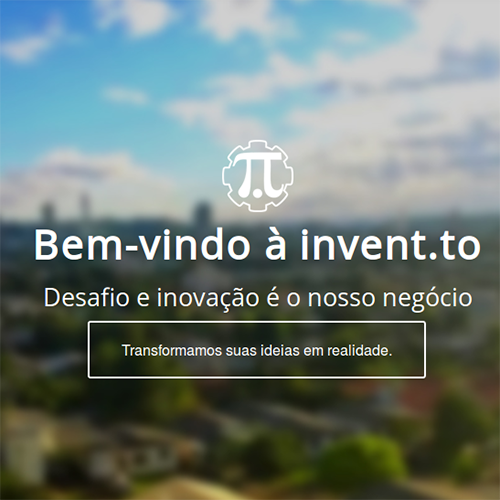 Bem-vindo à invent.to
Desafio e inovação é o nosso negócio
Transformamos suas ideias em realidade.